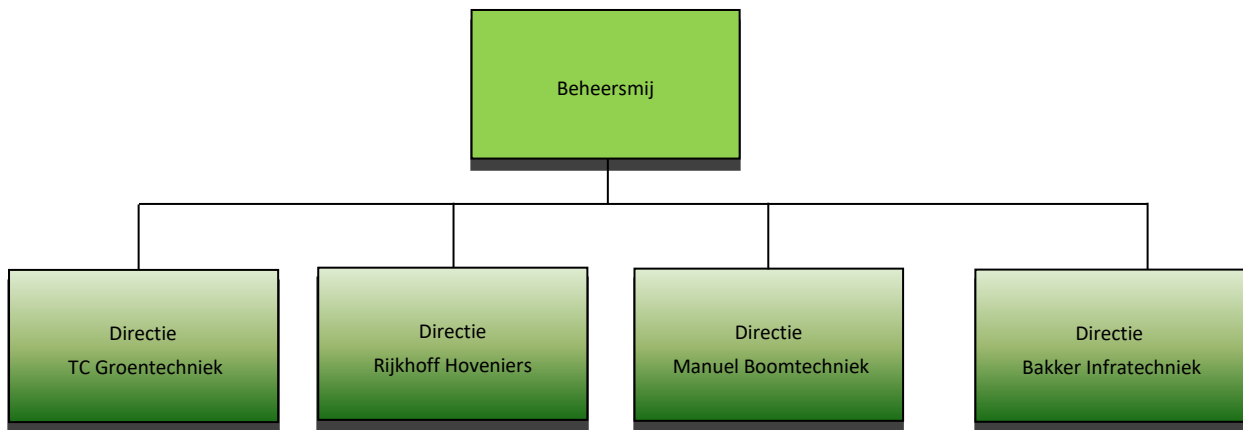 Beheersmij
Directie
TC Groentechniek
Directie
Rijkhoff Hoveniers
Directie
Manuel Boomtechniek
Directie
Bakker Infratechniek